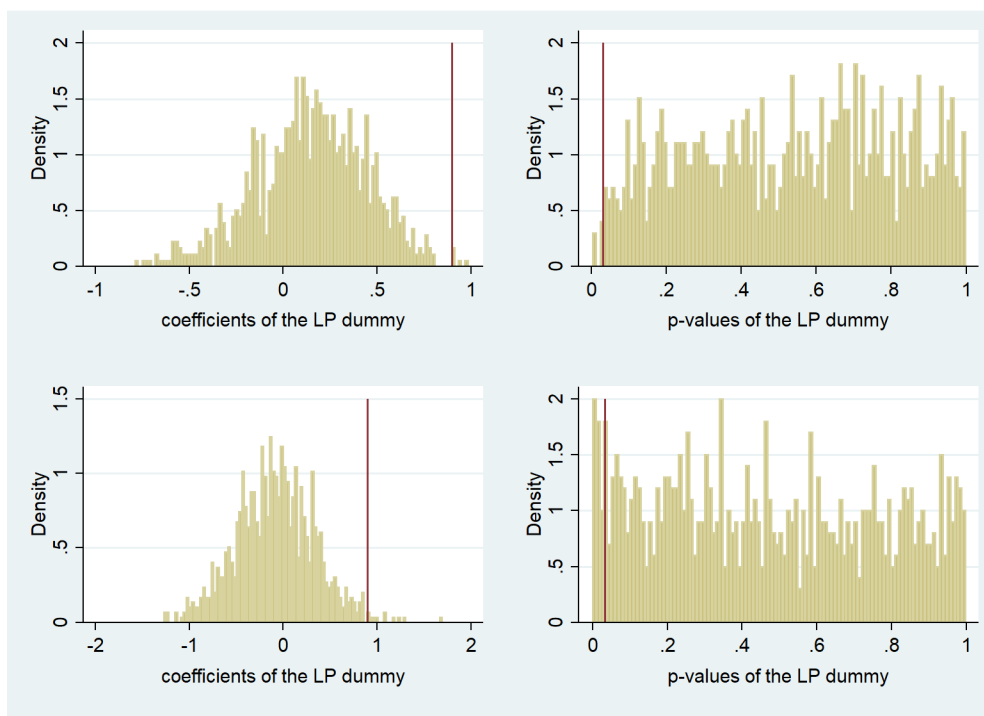 Density
0 .5 1 1.5 2
-1 -.5 0 .5 1
coefficients of the LP dummy
Density
0 .5 1 1.5 2
0 .2 .4 .6 .8 1
p-values of the LP dummy
Density
0 .5 1 1.5
-2 -1 0 1 2
coefficients of the LP dummy
Density
0 .5 1 1.5 2
0 .2 .4 .6 .8 1
p-values of the LP dummy